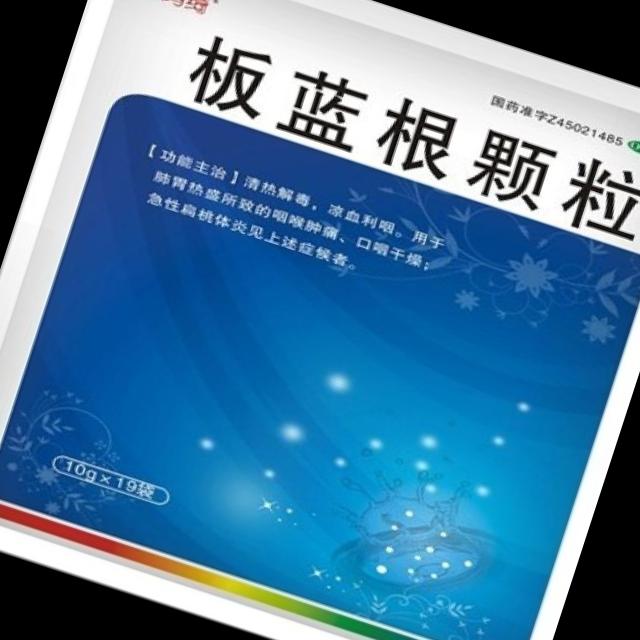 国药准字Z45021485
板蓝根颗粒
【功能主治】清热解毒，凉血利咽。用于
肺胃热盛所致的咽喉肿痛、口咽干燥；
急性扁桃体炎见上述症候者。
10g×19袋